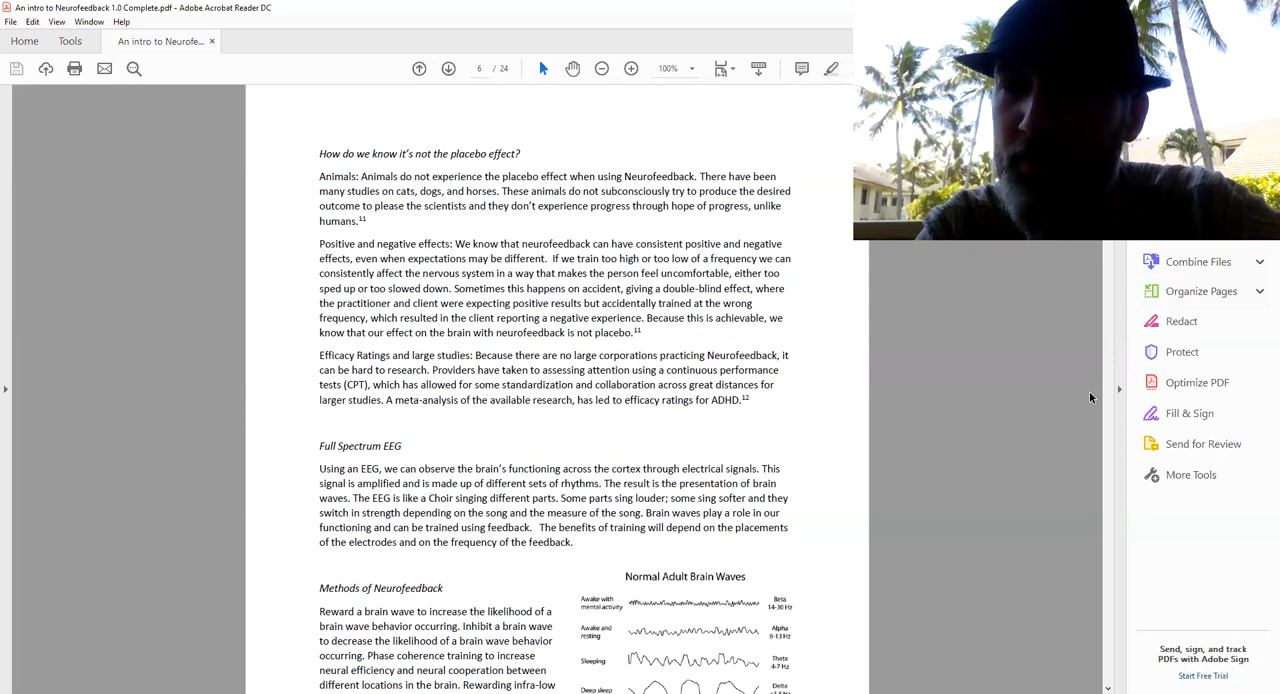 An intro to Neurofeedback 1.0 Complete.pdf - Adobe Acrobat Reader DC
File Edit View Window Help
Home Tools An intro to Neurofe... ×
6 / 24 100%
How do we know it's not the placebo effect?
Animals: Animals do not experience the placebo effect when using Neurofeedback. There have been
many studies on cats, dogs, and horses. These animals do not subconsciously try to produce the desired
outcome to please the scientists and they don't experience progress through hope of progress, unlike
humans.11
Positive and negative effects: We know that neurofeedback can have consistent positive and negative
effects, even when expectations may be different. If we train too high or too low of a frequency we can
consistently affect the nervous system in a way that makes the person feel uncomfortable, either too
sped up or too slowed down. Sometimes this happens on accident, giving a double-blind effect, where
the practitioner and client were expecting positive results but accidentally trained at the wrong
frequency, which resulted in the client reporting a negative experience. Because this is achievable, we
know that our effect on the brain with neurofeedback is not placebo.11
Efficacy Ratings and large studies: Because there are no large corporations practicing Neurofeedback, it
can be hard to research. Providers have taken to assessing attention using a continuous performance
tests (CPT), which has allowed for some standardization and collaboration across great distances for
larger studies. A meta-analysis of the available research, has led to efficacy ratings for ADHD.12
Full Spectrum EEG
Using an EEG, we can observe the brain's functioning across the cortex through electrical signals. This
signal is amplified and is made up of different sets of rhythms. The result is the presentation of brain
waves. The EEG is like a Choir singing different parts. Some parts sing louder; some sing softer and they
switch in strength depending on the song and the measure of the song. Brain waves play a role in our
functioning and can be trained using feedback. The benefits of training will depend on the placements
of the electrodes and on the frequency of the feedback.
Methods of Neurofeedback
Reward a brain wave to increase the likelihood of a
brain wave behavior occurring. Inhibit a brain wave
to decrease the likelihood of a brain wave behavior
occurring. Phase coherence training to increase
neural efficiency and neural cooperation between
different locations in the brain. Rewarding infra-low
Normal Adult Brain Waves
Awake with
mental activity
Beta
14-30 Hz
Awake and
resting
Alpha
8-13 Hz
Sleeping
Theta
4-7 Hz
Deep sleep
Delta
Combine Files
Organize Pages
Redact
Protect
Optimize PDF
Fill & Sign
Send for Review
More Tools
Send, sign, and track
PDFs with Adobe Sign
Start Free Trial